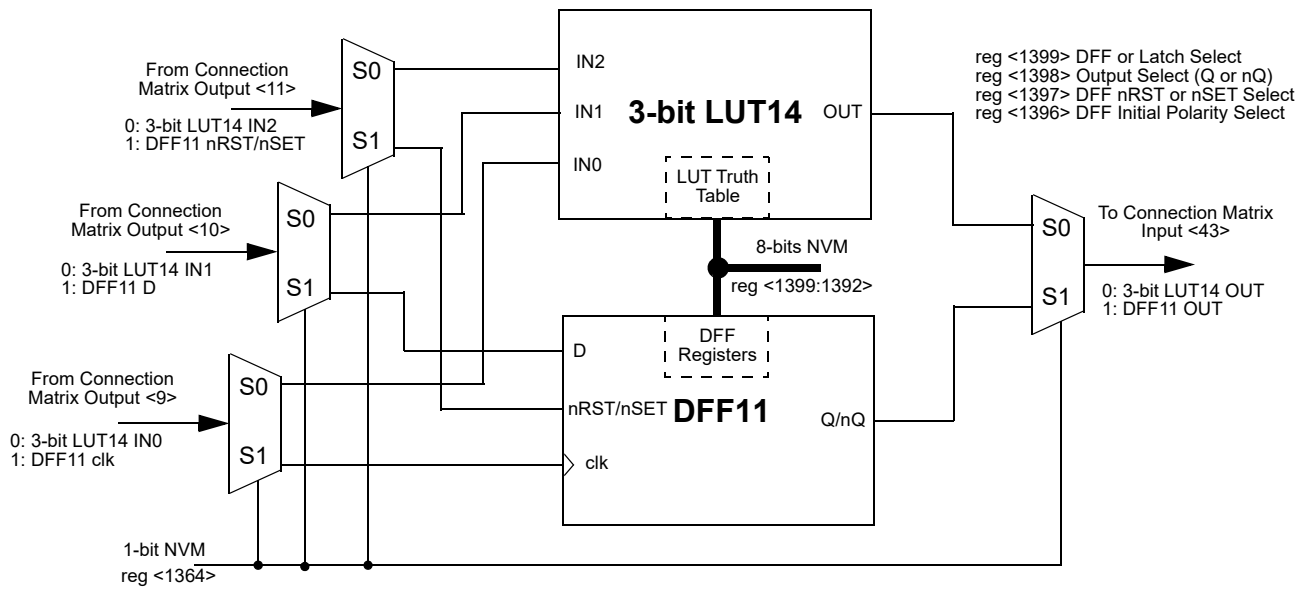 From Connection
Matrix Output <11>
0: 3-bit LUT14 IN2
1: DFF11 nRST/nSET
S0
S1
From Connection
Matrix Output <10>
0: 3-bit LUT14 IN1
1: DFF11 D
S0
S1
From Connection
Matrix Output <9>
0: 3-bit LUT14 IN0
1: DFF11 clk
S0
S1
1-bit NVM
reg <1364>
IN2
IN1
IN0
3-bit LUT14
OUT
LUT Truth
Table
8-bits NVM
reg <1399:1392>
DFF
Registers
D
nRST/nSET
DFF11
Q/nQ
clk
reg <1399> DFF or Latch Select
reg <1398> Output Select (Q or nQ)
reg <1397> DFF nRST or nSET Select
reg <1396> DFF Initial Polarity Select
S0
S1
To Connection Matrix
Input <43>
0: 3-bit LUT14 OUT
1: DFF11 OUT